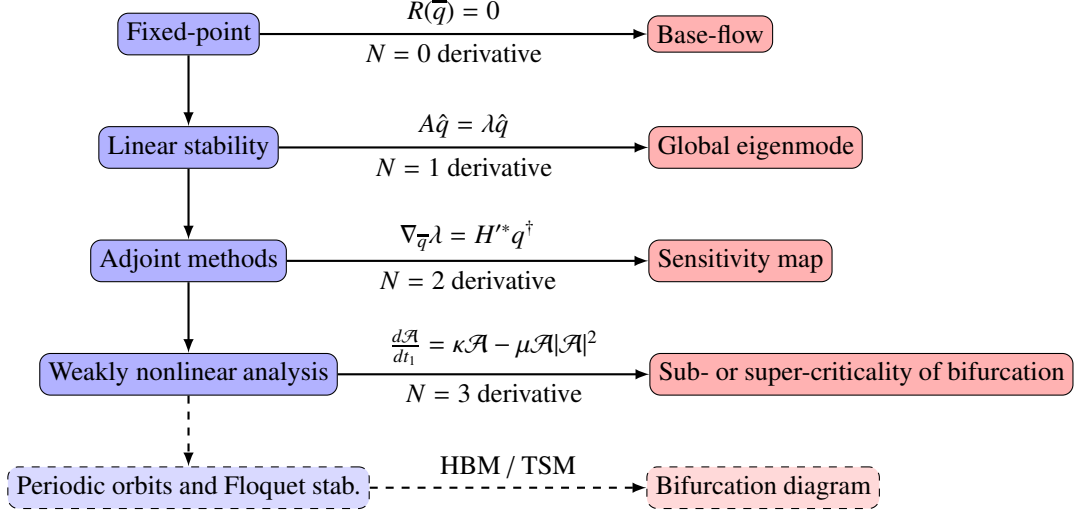 Fixed-point
R(q̅) = 0
N = 0 derivative
Base-flow
Linear stability
Aq̂ = λq̂
N = 1 derivative
Global eigenmode
Adjoint methods
∇_q̅ λ = H′*q†
N = 2 derivative
Sensitivity map
Weakly nonlinear analysis
d𝒜/dt₁ = κ𝒜 − μ𝒜|𝒜|²
N = 3 derivative
Sub- or super-criticality of bifurcation
Periodic orbits and Floquet stab.
HBM / TSM
Bifurcation diagram